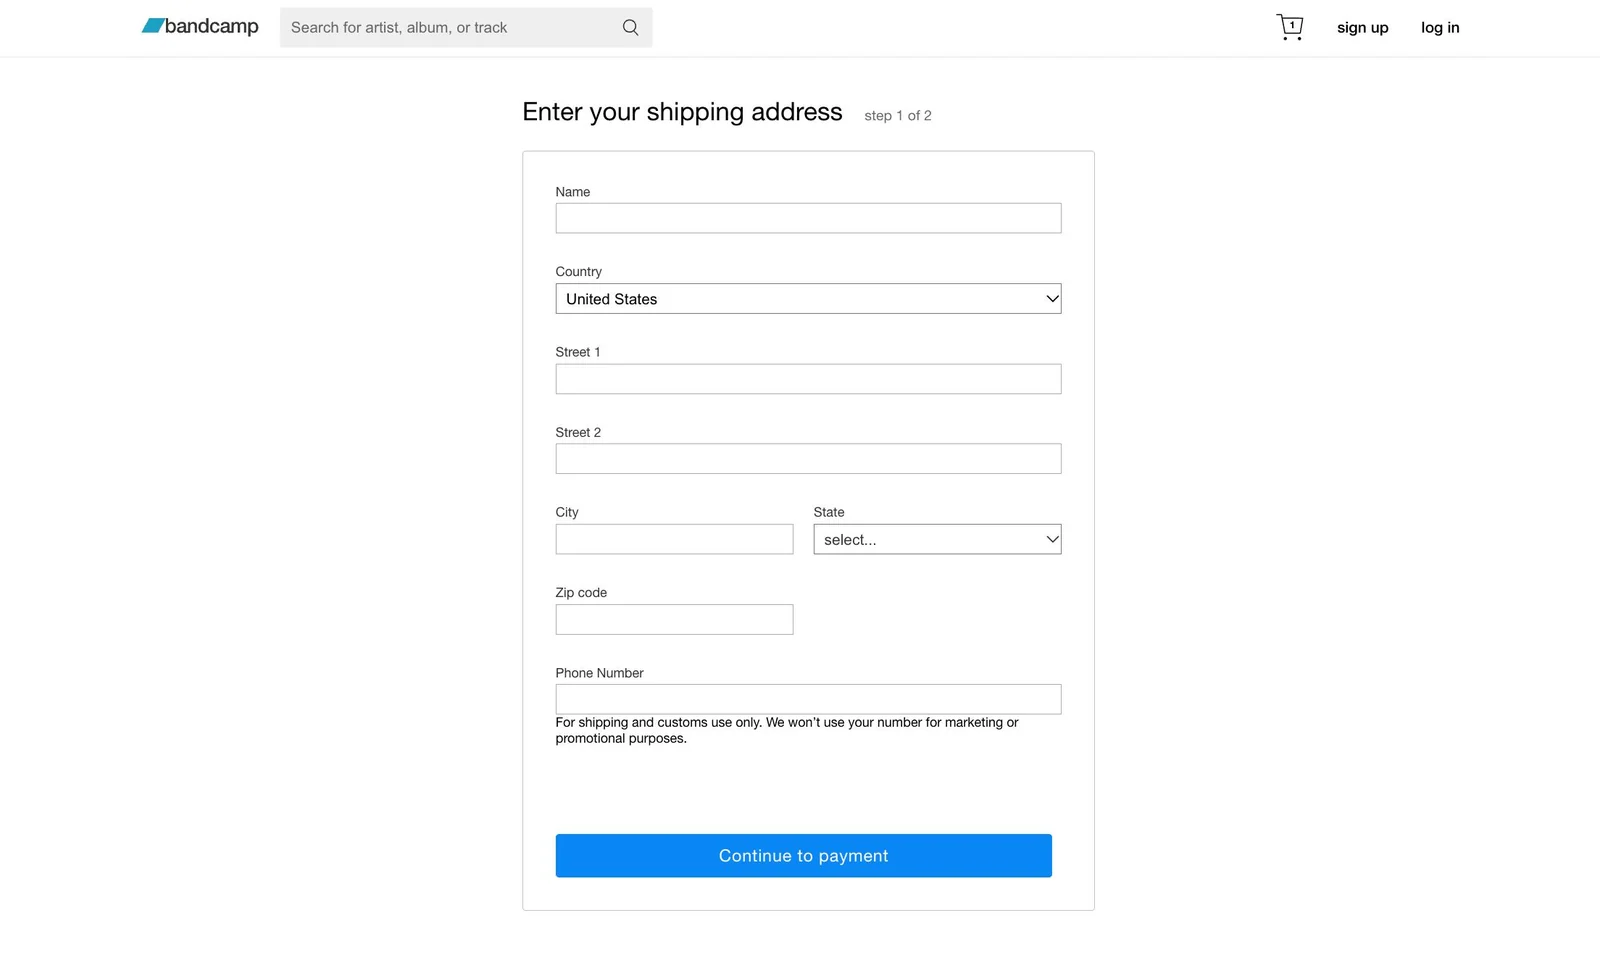 bandcamp
Search for artist, album, or track
1
sign up
log in
Enter your shipping address
step 1 of 2
Name
Country
United States
Street 1
Street 2
City
State
select...
Zip code
Phone Number
For shipping and customs use only. We won't use your number for marketing or
promotional purposes.
Continue to payment